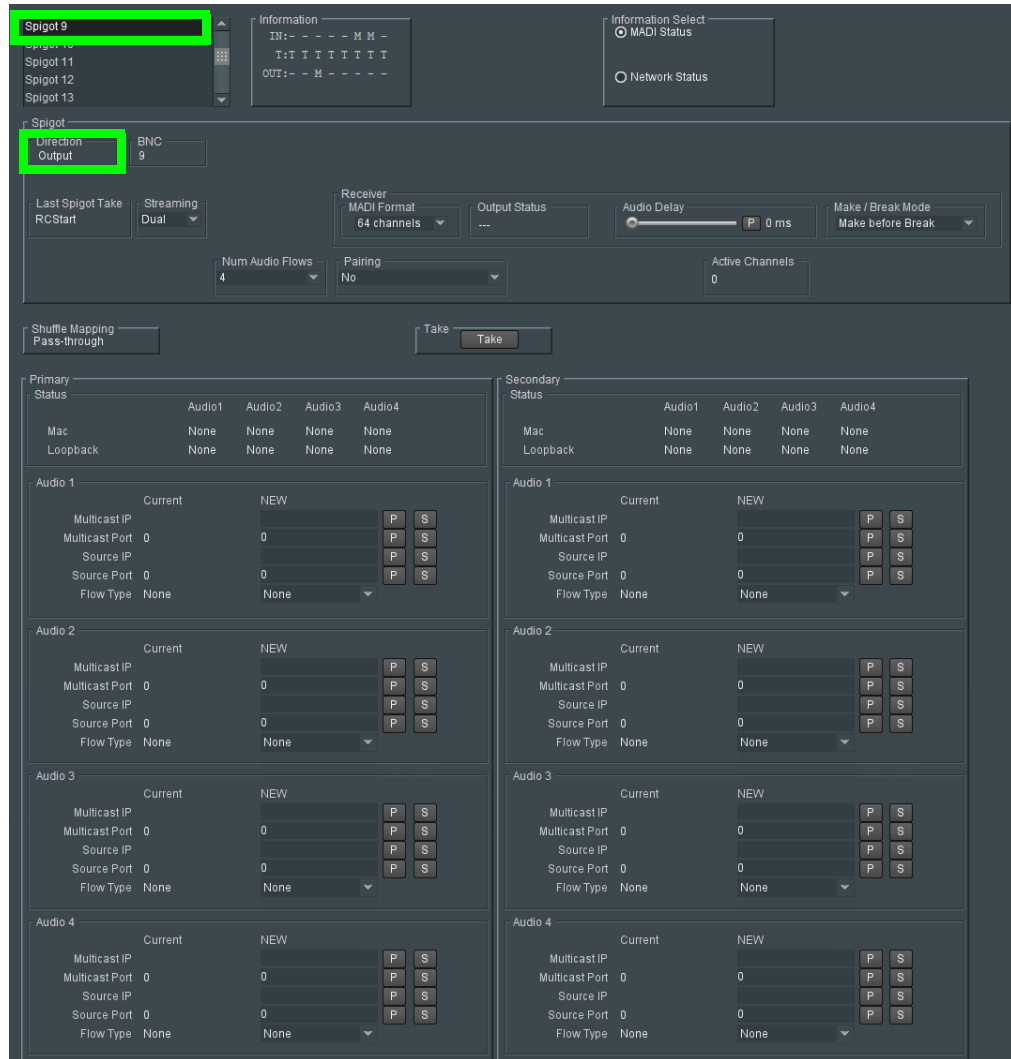 Spigot 9
Spigot 10
Spigot 11
Spigot 12
Spigot 13
Information
IN:- - - - - M M -
T:T T T T T T T T
OUT:- - M - - - - -
Information Select
MADI Status
Network Status
Spigot
Direction
Output
BNC
9
Last Spigot Take
RCStart
Streaming
Dual
Receiver
MADI Format
64 channels
Output Status
---
Audio Delay
P 0 ms
Make / Break Mode
Make before Break
Num Audio Flows
4
Pairing
No
Active Channels
0
Shuffle Mapping
Pass-through
Take
Take
Primary
Status
Audio1 Audio2 Audio3 Audio4
Mac None None None None
Loopback None None None None
Audio 1
Current NEW
Multicast IP P S
Multicast Port 0 0 P S
Source IP P S
Source Port 0 0 P S
Flow Type None None
Audio 2
Current NEW
Multicast IP P S
Multicast Port 0 0 P S
Source IP P S
Source Port 0 0 P S
Flow Type None None
Audio 3
Current NEW
Multicast IP P S
Multicast Port 0 0 P S
Source IP P S
Source Port 0 0 P S
Flow Type None None
Audio 4
Current NEW
Multicast IP P S
Multicast Port 0 0 P S
Source IP P S
Source Port 0 0 P S
Flow Type None None
Secondary
Status
Audio1 Audio2 Audio3 Audio4
Mac None None None None
Loopback None None None None
Audio 1
Current NEW
Multicast IP P S
Multicast Port 0 0 P S
Source IP P S
Source Port 0 0 P S
Flow Type None None
Audio 2
Current NEW
Multicast IP P S
Multicast Port 0 0 P S
Source IP P S
Source Port 0 0 P S
Flow Type None None
Audio 3
Current NEW
Multicast IP P S
Multicast Port 0 0 P S
Source IP P S
Source Port 0 0 P S
Flow Type None None
Audio 4
Current NEW
Multicast IP P S
Multicast Port 0 0 P S
Source IP P S
Source Port 0 0 P S
Flow Type None None